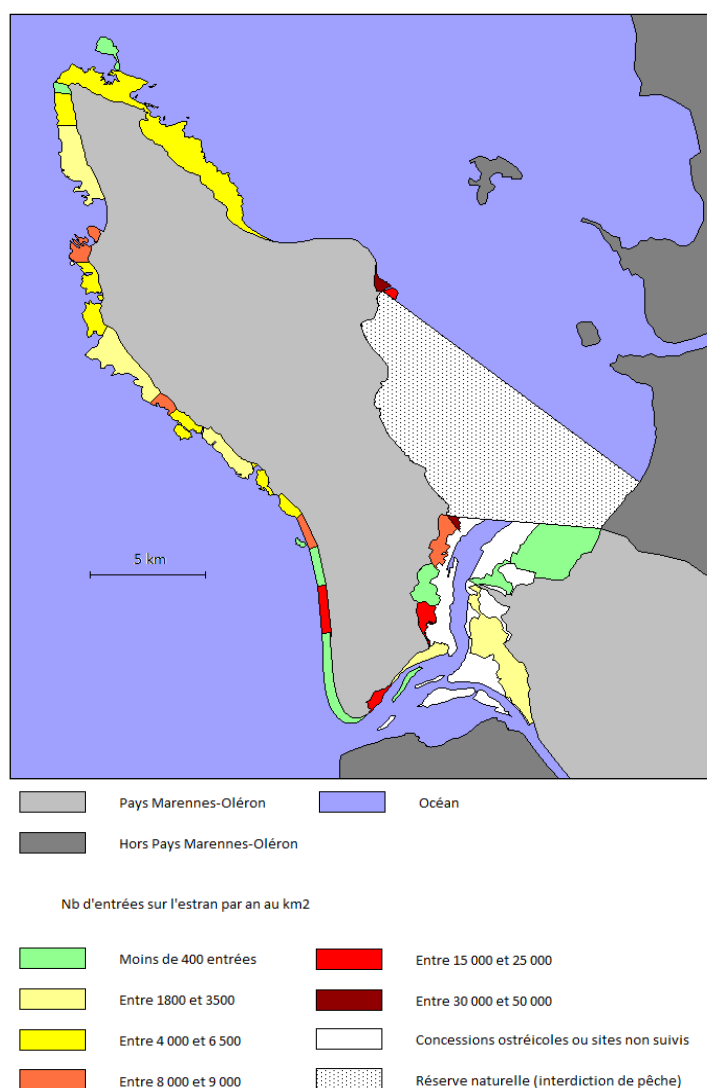 5 km
Pays Marennes-Oléron
Océan
Hors Pays Marennes-Oléron
Nb d'entrées sur l'estran par an au km2
Moins de 400 entrées
Entre 15 000 et 25 000
Entre 1800 et 3500
Entre 30 000 et 50 000
Entre 4 000 et 6 500
Concessions ostréicoles ou sites non suivis
Entre 8 000 et 9 000
Réserve naturelle (interdiction de pêche)